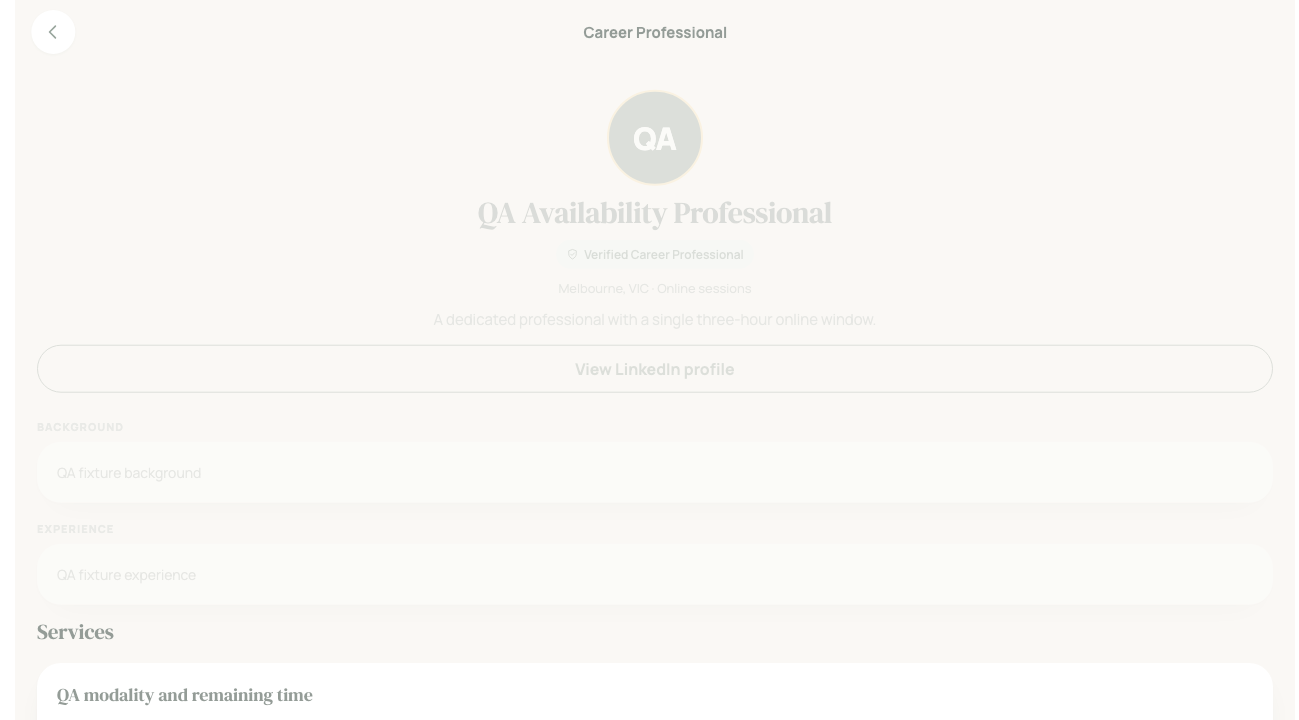 Career Professional
QA
QA Availability Professional
Verified Career Professional
Melbourne, VIC · Online sessions
A dedicated professional with a single three-hour online window.
View LinkedIn profile
BACKGROUND
QA fixture background
EXPERIENCE
QA fixture experience
Services
QA modality and remaining time